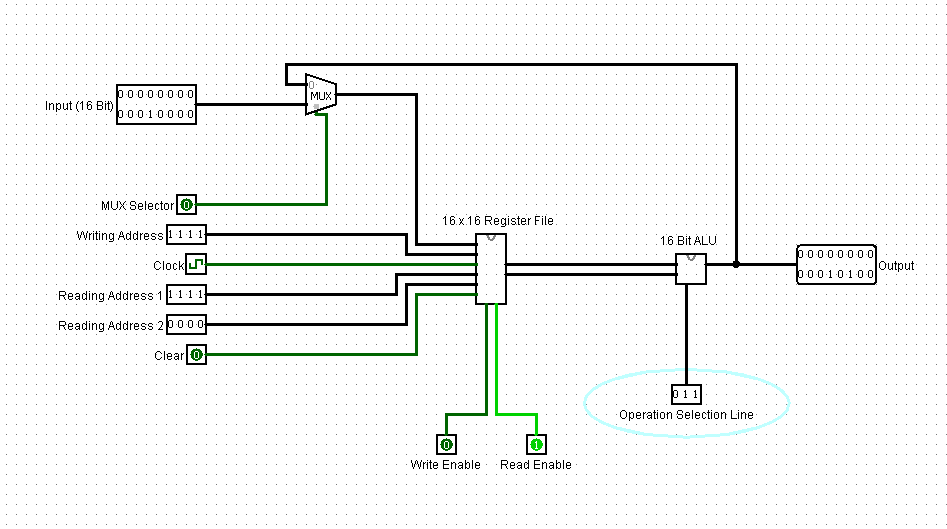 Input (16 Bit)
0 0 0 0 0 0 0 0
0 0 0 1 0 0 0 0
0
MUX
MUX Selector 0
Writing Address 1 1 1 1
Clock
Reading Address 1 1 1 1 1
Reading Address 2 0 0 0 0
Clear 0
16 x 16 Register File
16 Bit ALU
0 0 0 0 0 0 0 0
0 0 0 1 0 1 0 0
Output
0 1 1
Operation Selection Line
0
Write Enable
1
Read Enable